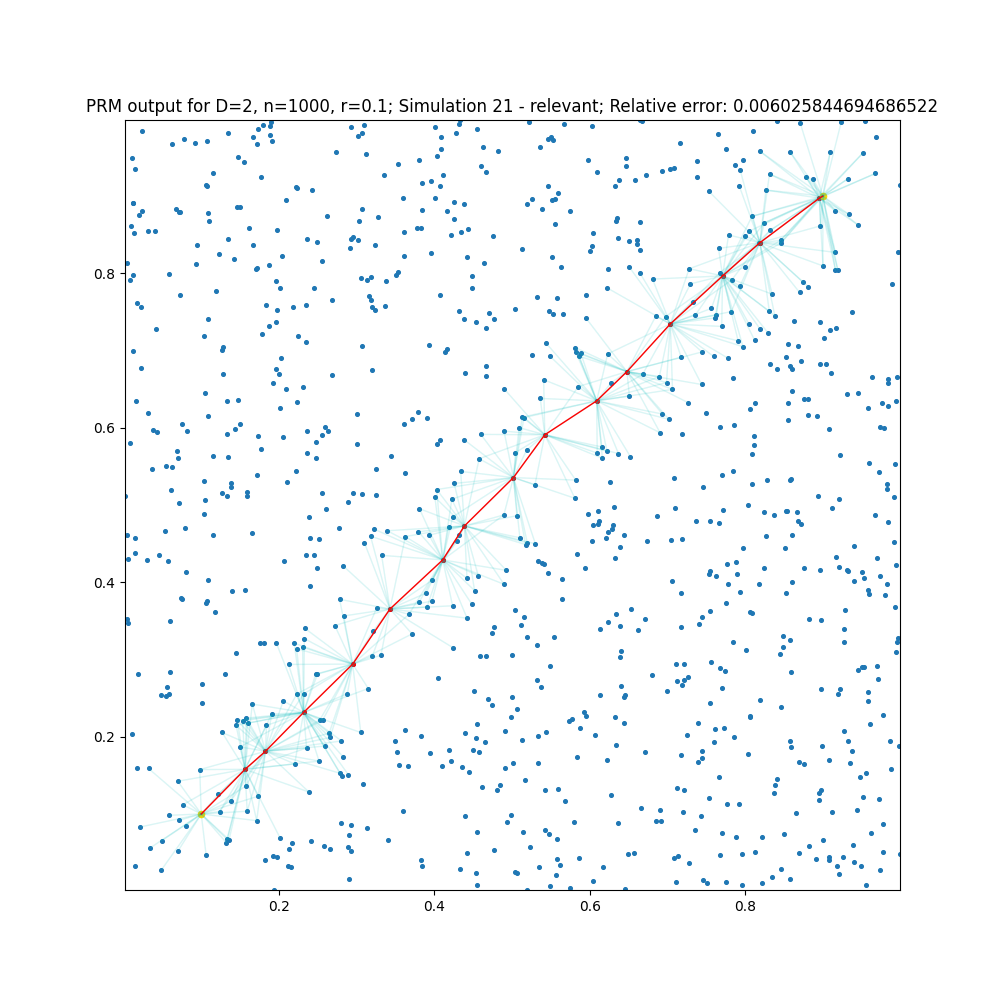 PRM output for D=2, n=1000, r=0.1; Simulation 21 - relevant; Relative error: 0.006025844694686522
0.8
0.6
0.4
0.2
0.2 0.4 0.6 0.8